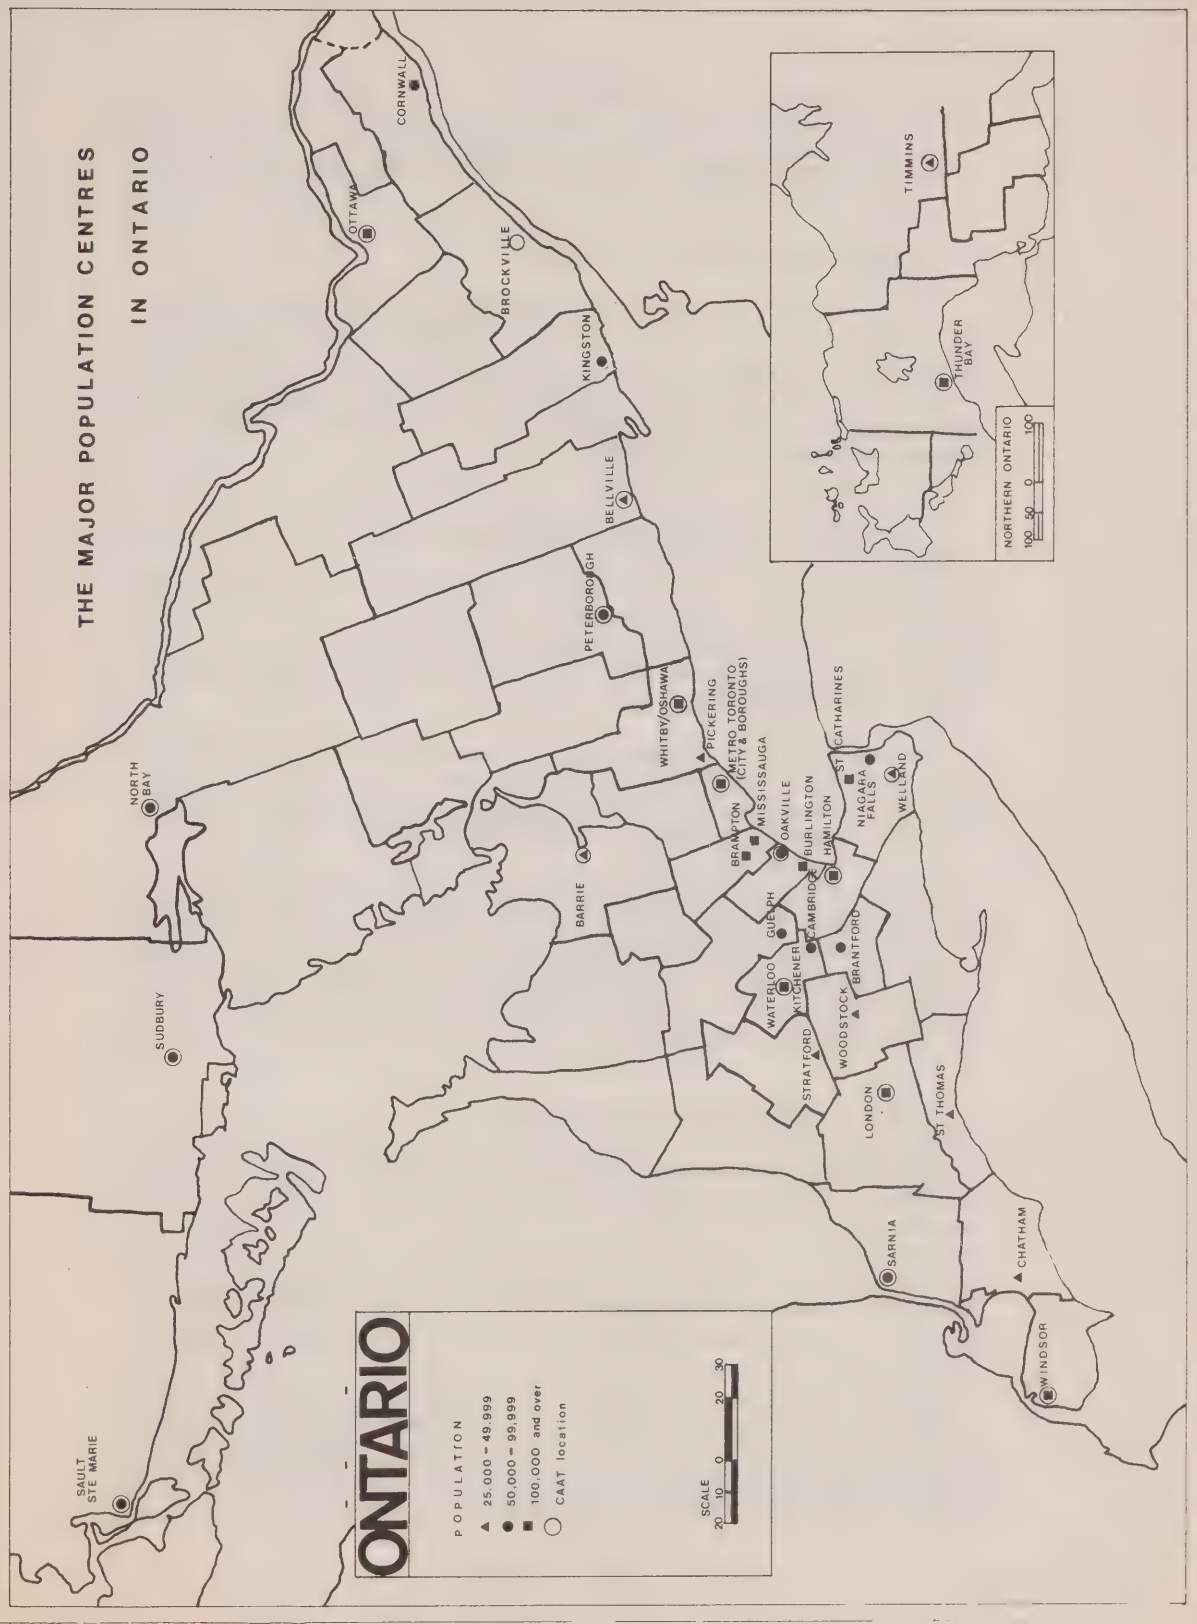 THE MAJOR POPULATION CENTRES
IN ONTARIO
CORNWALL
OTTAWA
BROCKVILLE
KINGSTON
BELLVILLE
PETERBOROUGH
WHITBY/OSHAWA
PICKERING
METRO TORONTO
(CITY & BOROUGHS)
MISSISSAUGA
BRAMPTON
OAKVILLE
BURLINGTON
HAMILTON
ST CATHARINES
NIAGARA
FALLS
WELLAND
NORTH
BAY
BARRIE
GUELPH
CAMBRIDGE
BRANTFORD
WATERLOO
KITCHENER
WOODSTOCK
STRATFORD
LONDON
ST THOMAS
SUDBURY
SARNIA
CHATHAM
WINDSOR
SAULT
STE MARIE
TIMMINS
THUNDER
BAY
NORTHERN ONTARIO
100 50 0 100
ONTARIO
POPULATION
25.000 – 49.999
50,000 – 99,999
100.000 and over
CAAT location
SCALE
20 10 0 20 30